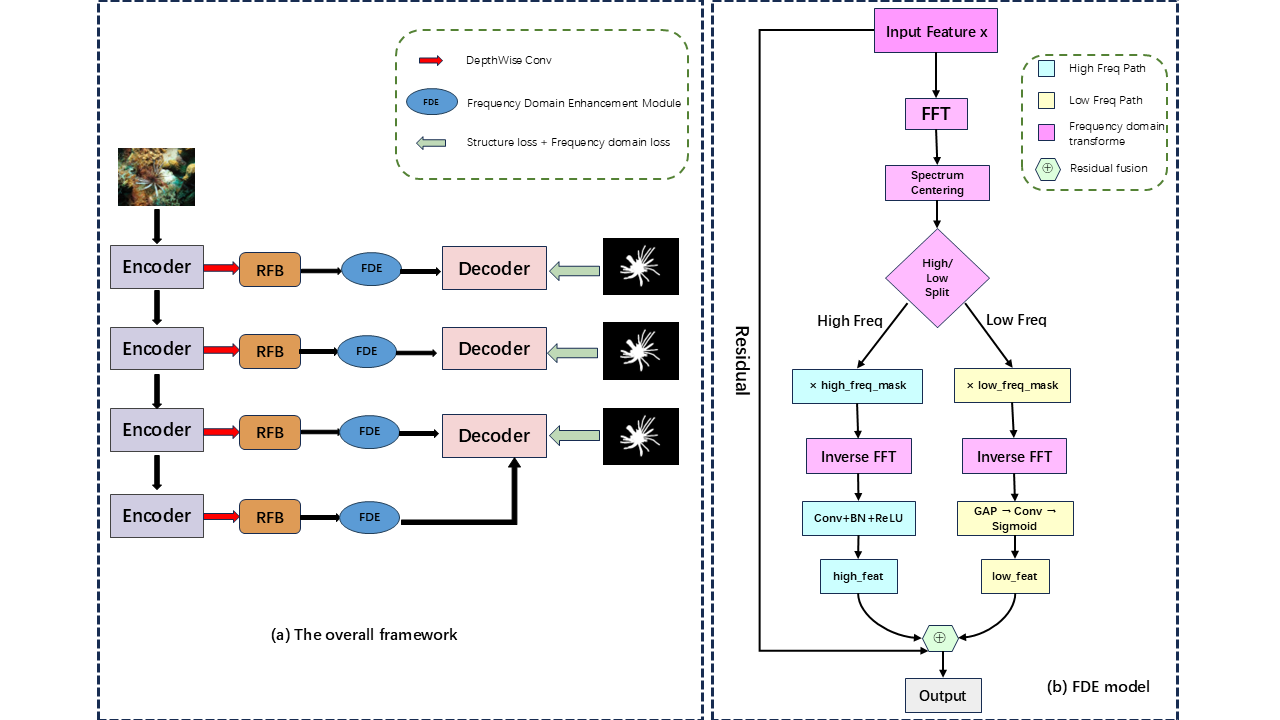 DepthWise Conv
FDE
Frequency Domain Enhancement Module
Structure loss + Frequency domain loss
Encoder
RFB
FDE
Decoder
Encoder
RFB
FDE
Decoder
Encoder
RFB
FDE
Decoder
Encoder
RFB
FDE
(a) The overall framework
Input Feature x
High Freq Path
Low Freq Path
Frequency domain
transforme
Residual fusion
FFT
Spectrum
Centering
High/
Low
Split
High Freq
Low Freq
Residual
× high_freq_mask
× low_freq_mask
Inverse FFT
Inverse FFT
Conv+BN+ReLU
GAP → Conv →
Sigmoid
high_feat
low_feat
Output
(b) FDE model